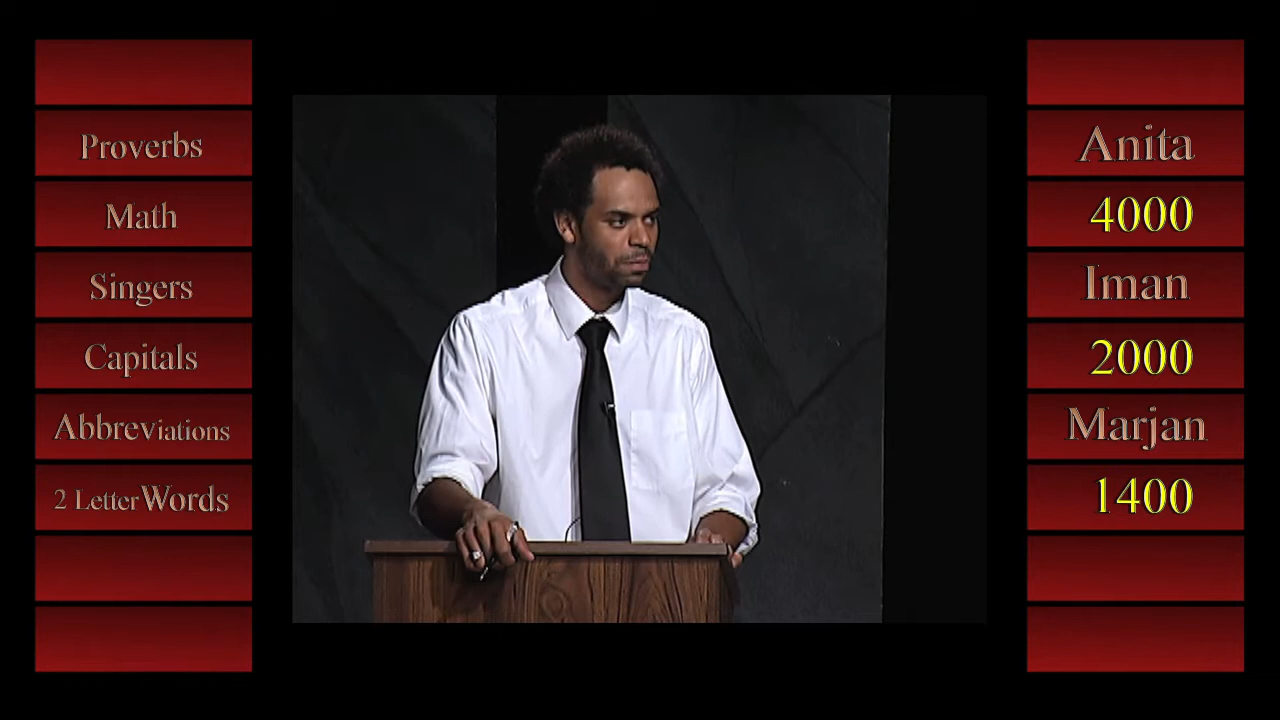 Proverbs
Math
Singers
Capitals
Abbreviations
2 Letter Words
Anita
4000
Iman
2000
Marjan
1400